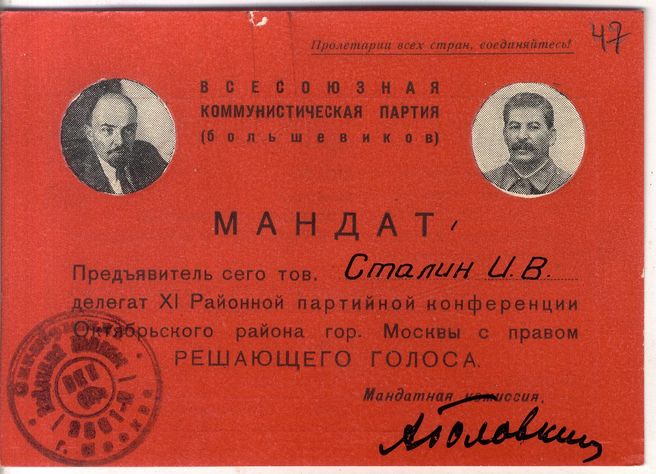 Пролетарии всех стран, соединяйтесь!
47
ВСЕСОЮЗНАЯ
КОММУНИСТИЧЕСКАЯ ПАРТИЯ
(большевиков)
МАНДАТ
Предъявитель сего тов. Сталин И.В.
делегат XI Районной партийной конференции
Октябрьского района гор. Москвы с правом
РЕШАЮЩЕГО ГОЛОСА.
Мандатная комиссия,
г. Москва